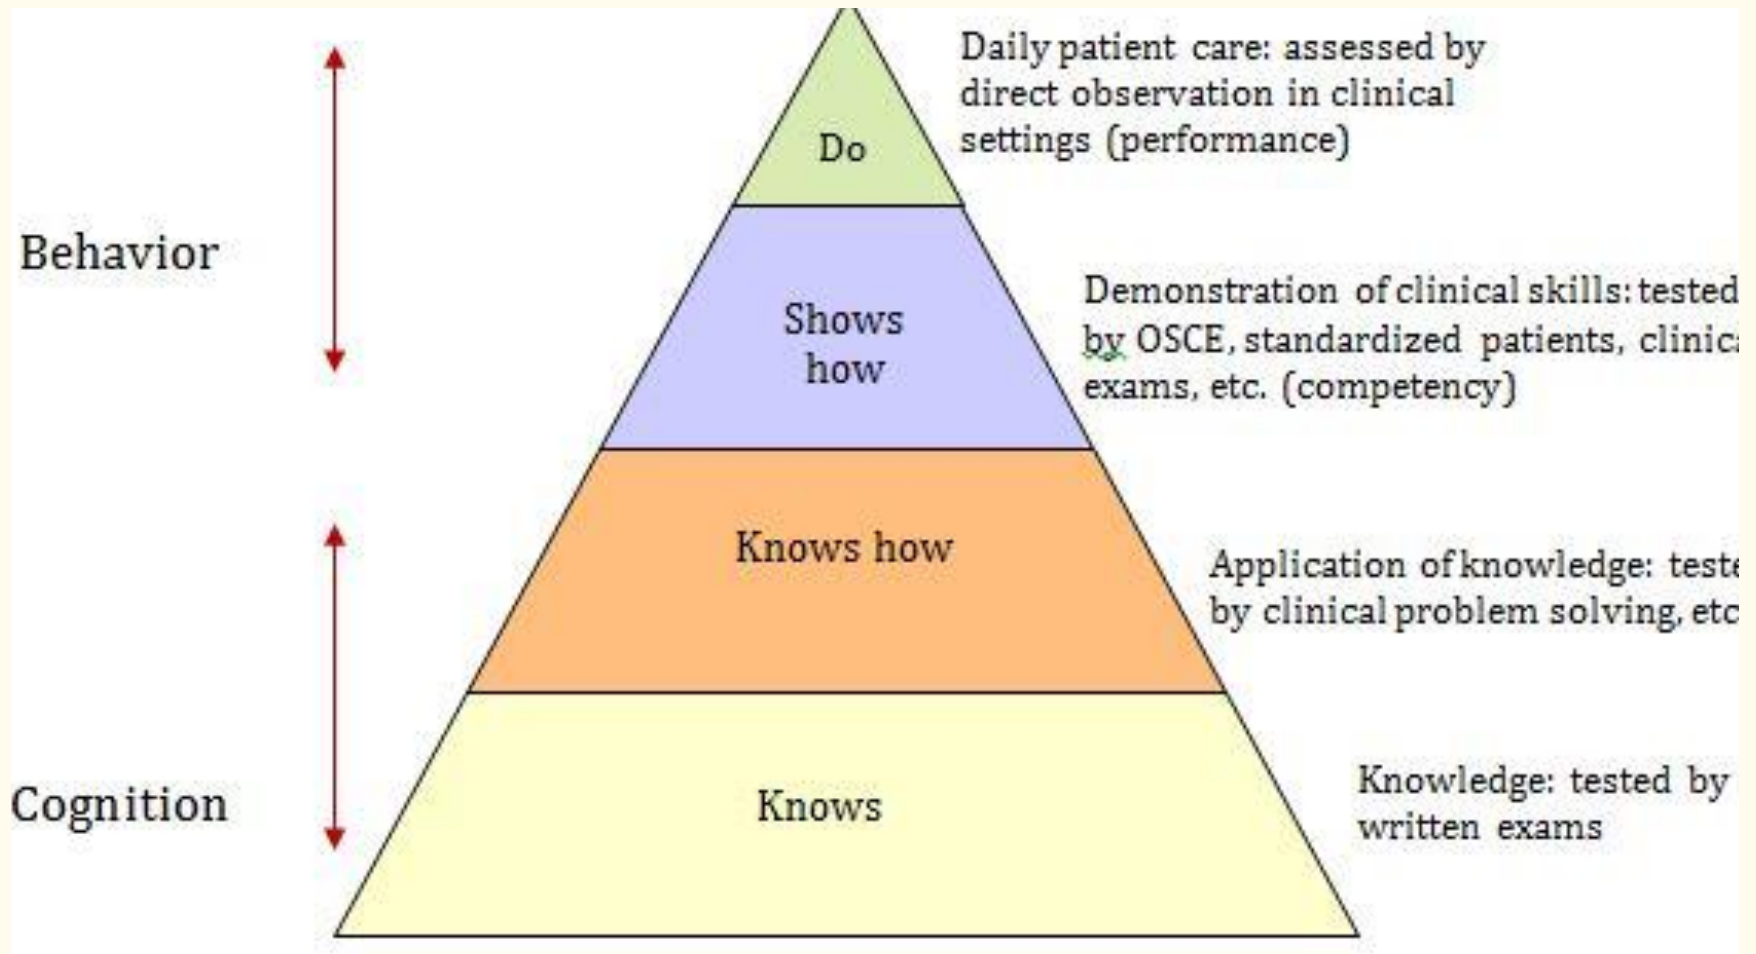 Daily patient care: assessed by
direct observation in clinical
settings (performance)
Do
Behavior
Demonstration of clinical skills: tested
by OSCE, standardized patients,
exams, etc. (competency)
Shows
how
Knows how
Application of knowledge:
by clinical problem solving, etc
Knows
Cognition
Knowledge: tested by
written exams